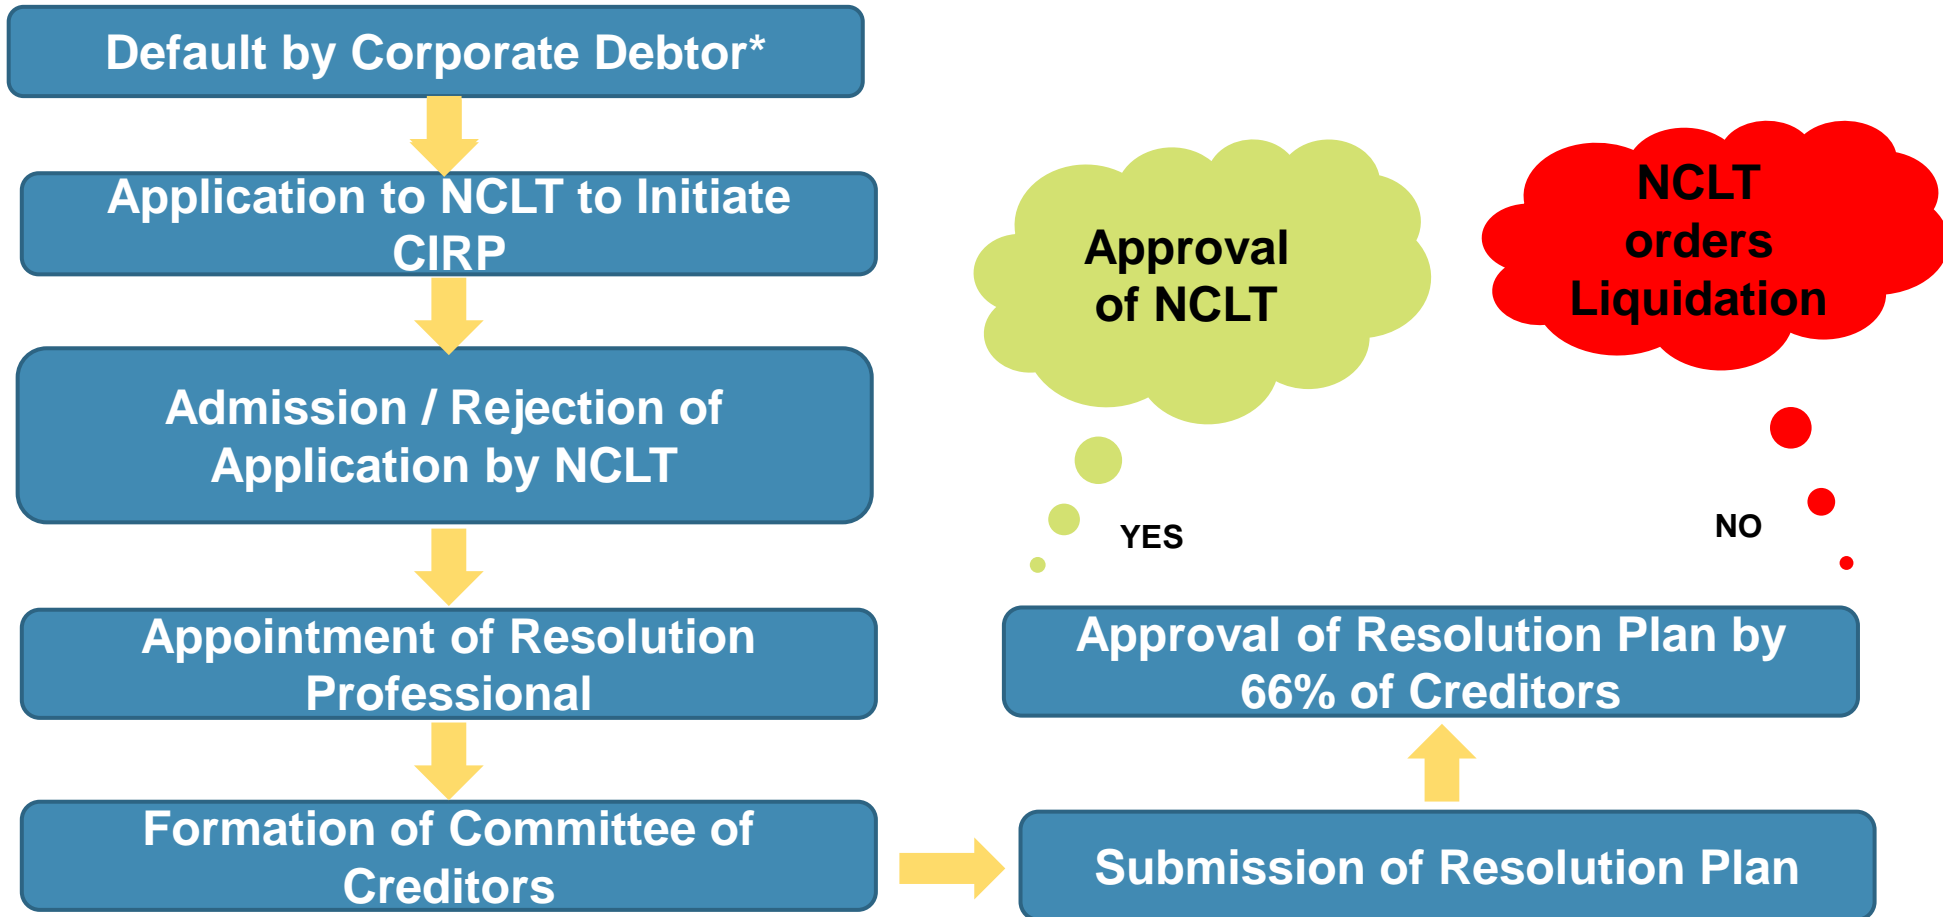 Default by Corporate Debtor*
Application to NCLT to Initiate
CIRP
Admission / Rejection of
Application by NCLT
Appointment of Resolution
Professional
Formation of Committee of
Creditors
Submission of Resolution Plan
Approval of Resolution Plan by
66% of Creditors
YES
Approval
of NCLT
NO
NCLT
orders
Liquidation